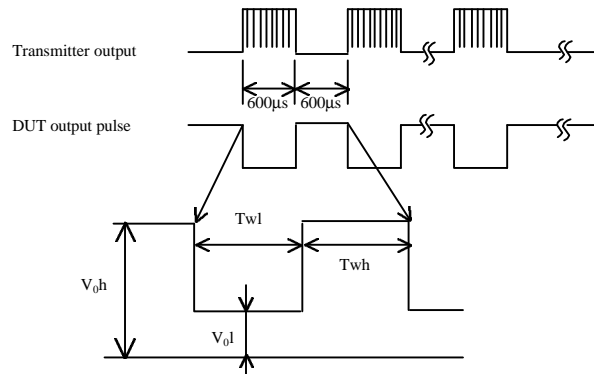 Transmitter output
600μs 600μs
DUT output pulse
Twl
Twh
V₀h
V₀l